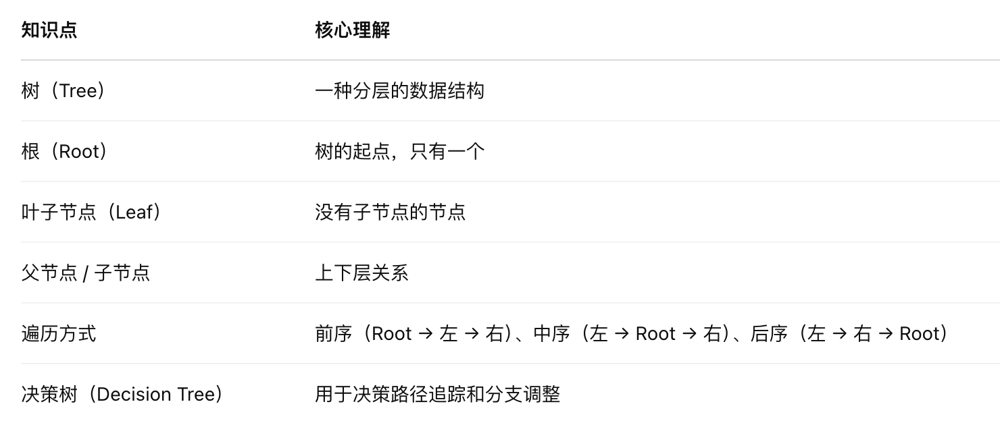 知识点 核心理解
树（Tree） 一种分层的数据结构
根（Root） 树的起点，只有一个
叶子节点（Leaf） 没有子节点的节点
父节点 / 子节点 上下层关系
遍历方式 前序（Root → 左 → 右）、中序（左 → Root → 右）、后序（左 → 右 → Root）
决策树（Decision Tree） 用于决策路径追踪和分支调整